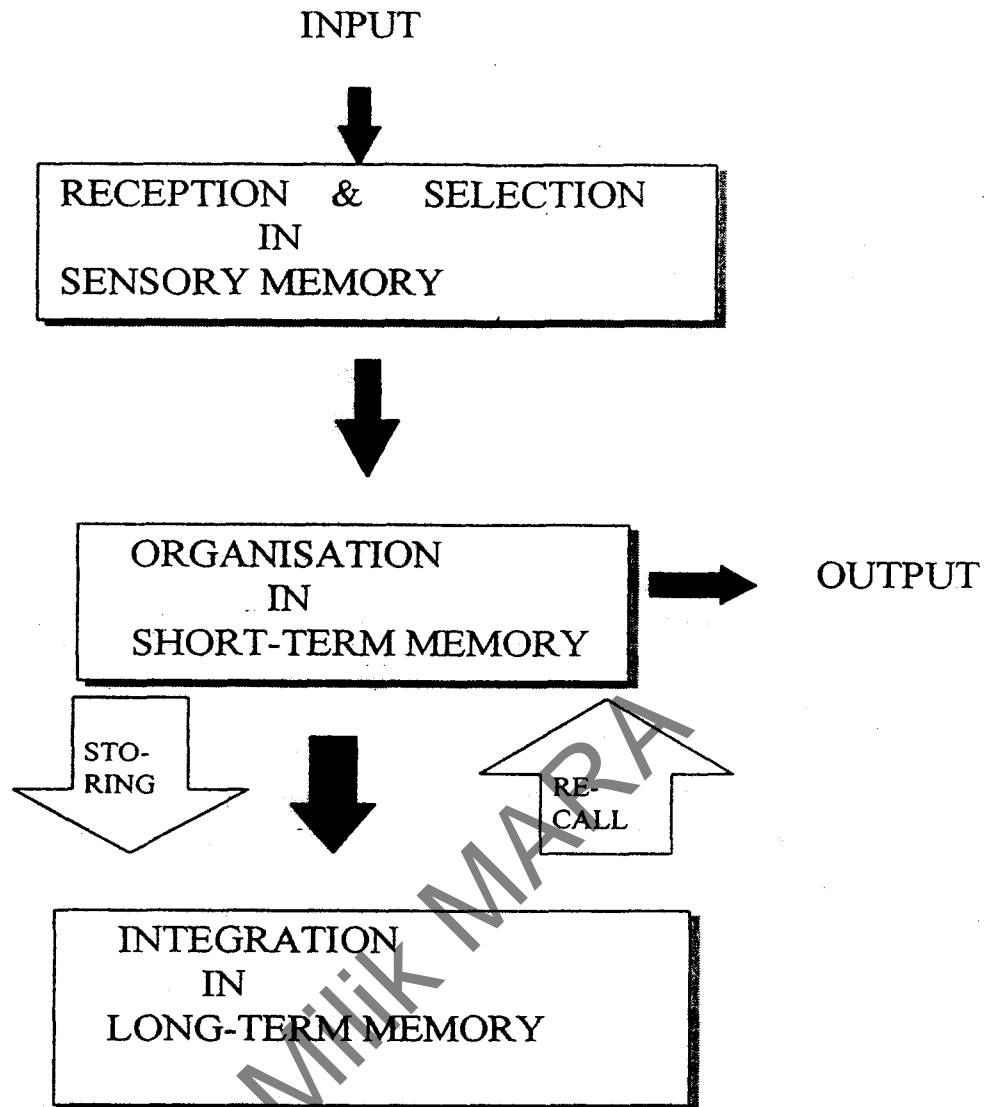 INPUT
RECEPTION & SELECTION
IN
SENSORY MEMORY
ORGANISATION
IN
SHORT-TERM MEMORY
OUTPUT
STO-
RING
RE-
CALL
INTEGRATION
IN
LONG-TERM MEMORY
Milik MARA